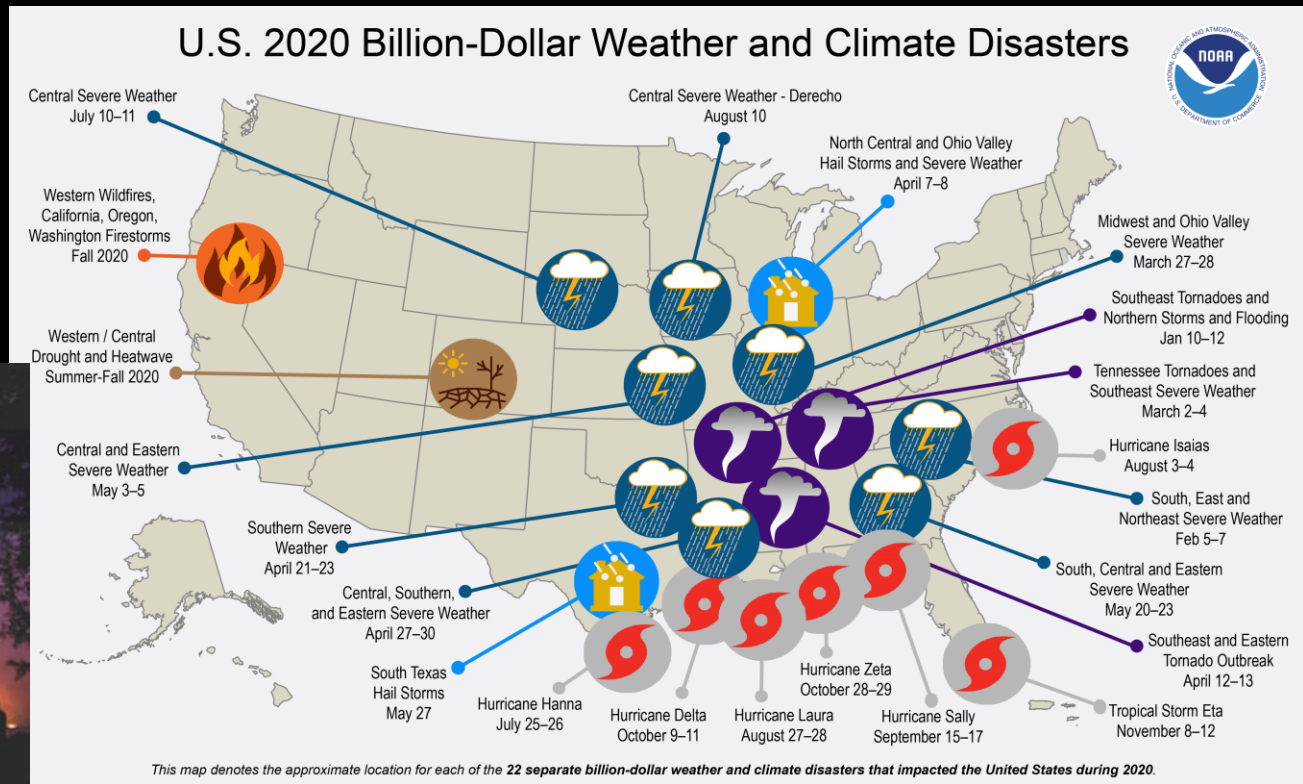 U.S. 2020 Billion-Dollar Weather and Climate Disasters
NATIONAL OCEANIC AND ATMOSPHERIC ADMINISTRATION
NOAA
U.S. DEPARTMENT OF COMMERCE
Central Severe Weather
July 10–11
Central Severe Weather - Derecho
August 10
North Central and Ohio Valley
Hail Storms and Severe Weather
April 7–8
Western Wildfires,
California, Oregon,
Washington Firestorms
Fall 2020
Midwest and Ohio Valley
Severe Weather
March 27–28
Southeast Tornadoes and
Northern Storms and Flooding
Jan 10–12
Western / Central
Drought and Heatwave
Summer-Fall 2020
Tennessee Tornadoes and
Southeast Severe Weather
March 2–4
Central and Eastern
Severe Weather
May 3–5
Hurricane Isaias
August 3–4
South, East and
Northeast Severe Weather
Feb 5–7
Southern Severe
Weather
April 21–23
South, Central and Eastern
Severe Weather
May 20–23
Central, Southern,
and Eastern Severe Weather
April 27–30
Southeast and Eastern
Tornado Outbreak
April 12–13
South Texas
Hail Storms
May 27
Hurricane Hanna
July 25–26
Hurricane Delta
October 9–11
Hurricane Laura
August 27–28
Hurricane Zeta
October 28–29
Hurricane Sally
September 15–17
Tropical Storm Eta
November 8–12
This map denotes the approximate location for each of the 22 separate billion-dollar weather and climate disasters that impacted the United States during 2020.